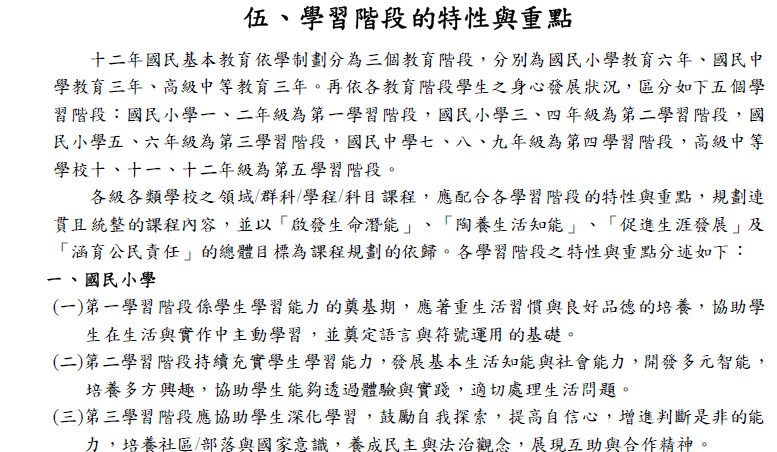 伍、學習階段的特性與重點
十二年國民基本教育依學制劃分為三個教育階段，分別為國民小學教育六年、國民中
學教育三年、高級中等教育三年。再依各教育階段學生之身心發展狀況，區分如下五個學
習階段：國民小學一、二年級為第一學習階段，國民小學三、四年級為第二學習階段，國
民小學五、六年級為第三學習階段，國民中學七、八、九年級為第四學習階段，高級中等
學校十、十一、十二年級為第五學習階段。
各級各類學校之領域/群科/學程/科目課程，應配合各學習階段的特性與重點，規劃連
貫且統整的課程內容，並以「啟發生命潛能」、「陶養生活知能」、「促進生涯發展」及
「涵育公民責任」的總體目標為課程規劃的依歸。各學習階段之特性與重點分述如下：
一、國民小學
(一)第一學習階段係學生學習能力的奠基期，應著重生活習慣與良好品德的培養，協助學
生在生活與實作中主動學習，並奠定語言與符號運用的基礎。
(二)第二學習階段持續充實學生學習能力，發展基本生活知能與社會能力，開發多元智能，
培養多方興趣，協助學生能夠透過體驗與實踐，適切處理生活問題。
(三)第三學習階段應協助學生深化學習，鼓勵自我探索，提高自信心，增進判斷是非的能
力，培養社區/部落與國家意識，養成民主與法治觀念，展現互助與合作精神。